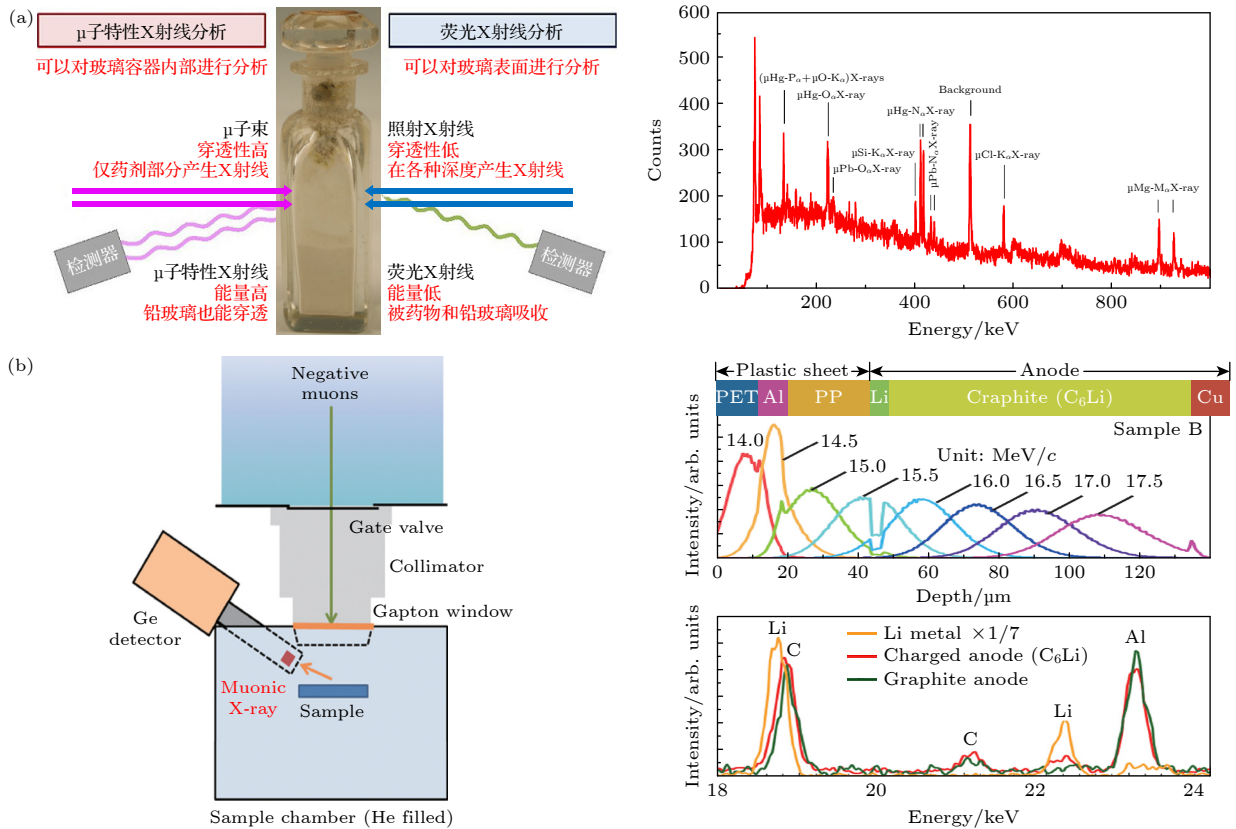 (a)
μ子特性X射线分析
荧光X射线分析
可以对玻璃容器内部进行分析
可以对玻璃表面进行分析
μ子束
穿透性高
仅药剂部分产生X射线
照射X射线
穿透性低
在各种深度产生X射线
检测器
检测器
μ子特性X射线
能量高
铅玻璃也能穿透
荧光X射线
能量低
被药物和铅玻璃吸收
600
500
400
300
200
100
0
Counts
(μHg-Pα+μO-Kα)X-rays
μHg-OαX-ray
μPb-OαX-ray
μSi-KαX-ray
μHg-NαX-ray
μPb-NαX-ray
Background
μCl-KαX-ray
μMg-MαX-ray
200 400 600 800
Energy/keV
(b)
Negative
muons
Gate valve
Collimator
Gapton window
Ge
detector
Muonic
X-ray
Sample
Sample chamber (He filled)
Plastic sheet
Anode
PET Al PP Li Craphite (C₆Li) Cu
Sample B
Unit: MeV/c
14.0
14.5
15.0
15.5
16.0
16.5
17.0
17.5
Intensity/arb. units
0 20 40 60 80 100 120
Depth/μm
Intensity/arb. units
Li
C
C
Li
Al
Li metal ×1/7
Charged anode (C₆Li)
Graphite anode
18 20 22 24
Energy/keV